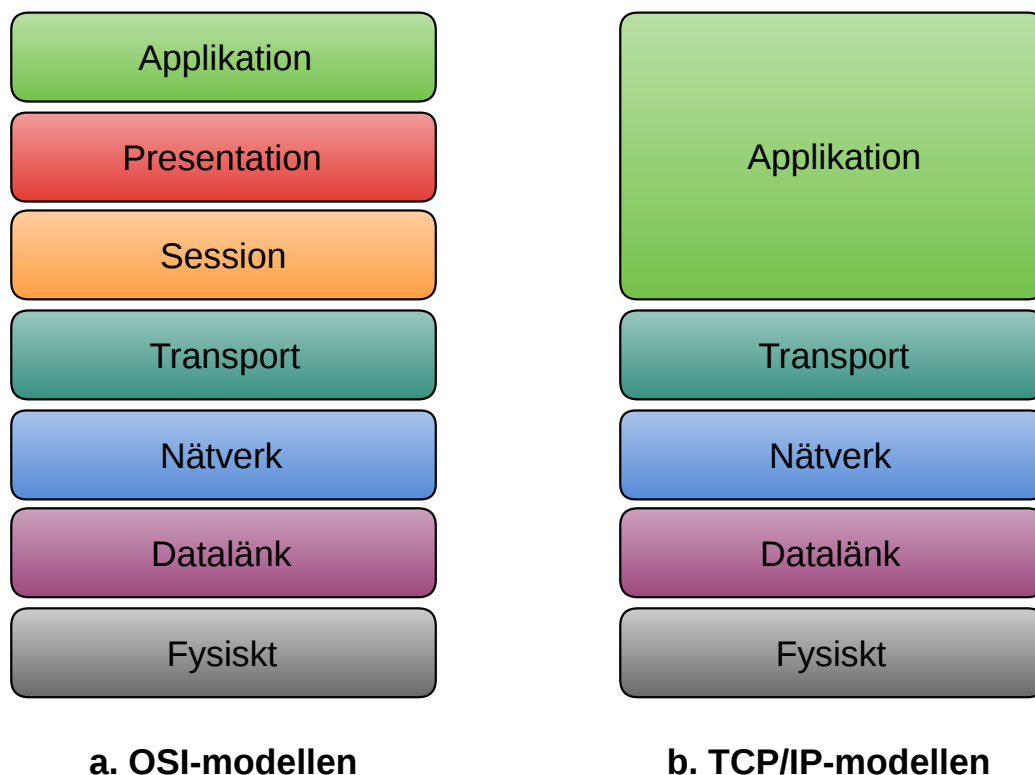 Applikation
Presentation
Session
Transport
Nätverk
Datalänk
Fysiskt
a. OSI-modellen
Applikation
Transport
Nätverk
Datalänk
Fysiskt
b. TCP/IP-modellen